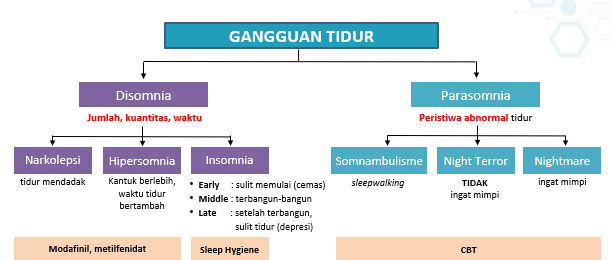 GANGGUAN TIDUR
Disomnia
Jumlah, kuantitas, waktu
Parasomnia
Peristiwa abnormal tidur
Narkolepsi
tidur mendadak
Hipersomnia
Kantuk berlebih,
waktu tidur
bertambah
Insomnia
• Early : sulit memulai (cemas)
• Middle : terbangun-bangun
• Late : setelah terbangun,
sulit tidur (depresi)
Somnambulisme
sleepwalking
Night Terror
TIDAK
ingat mimpi
Nightmare
ingat mimpi
Modafinil, metilfenidat
Sleep Hygiene
CBT